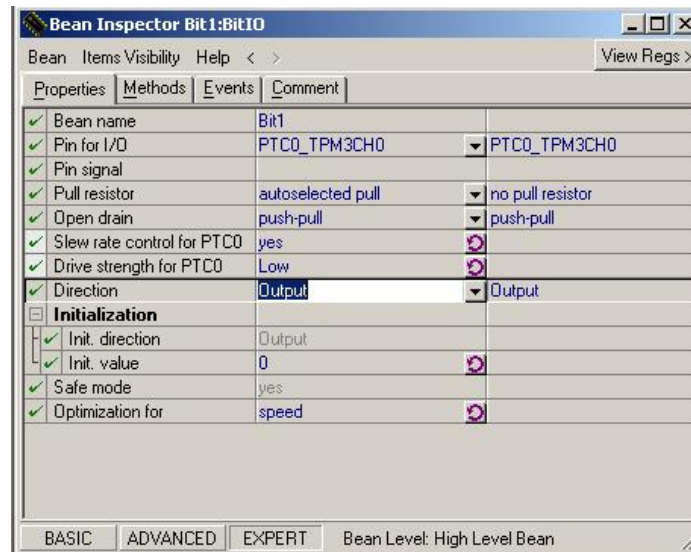 Bean Inspector Bit1:BitIO
Bean Items Visibility Help < > View Regs >
Properties Methods Events Comment
Bean name Bit1
Pin for I/O PTC0_TPM3CH0 PTC0_TPM3CH0
Pin signal
Pull resistor autoselected pull no pull resistor
Open drain push-pull push-pull
Slew rate control for PTC0 yes
Drive strength for PTC0 Low
Direction Output Output
Initialization
Init. direction Output
Init. value 0
Safe mode yes
Optimization for speed
BASIC ADVANCED EXPERT Bean Level: High Level Bean